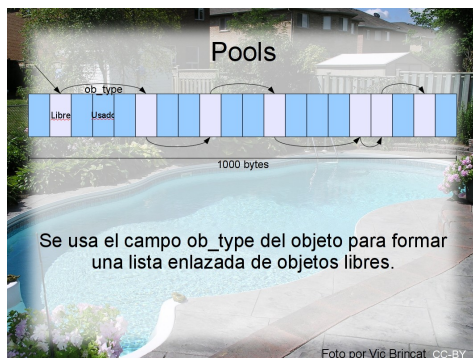 Pools
ob_type
Libre
Usado
1000 bytes
Se usa el campo ob_type del objeto para formar
una lista enlazada de objetos libres.
Foto por Vic Brincat CC-BY